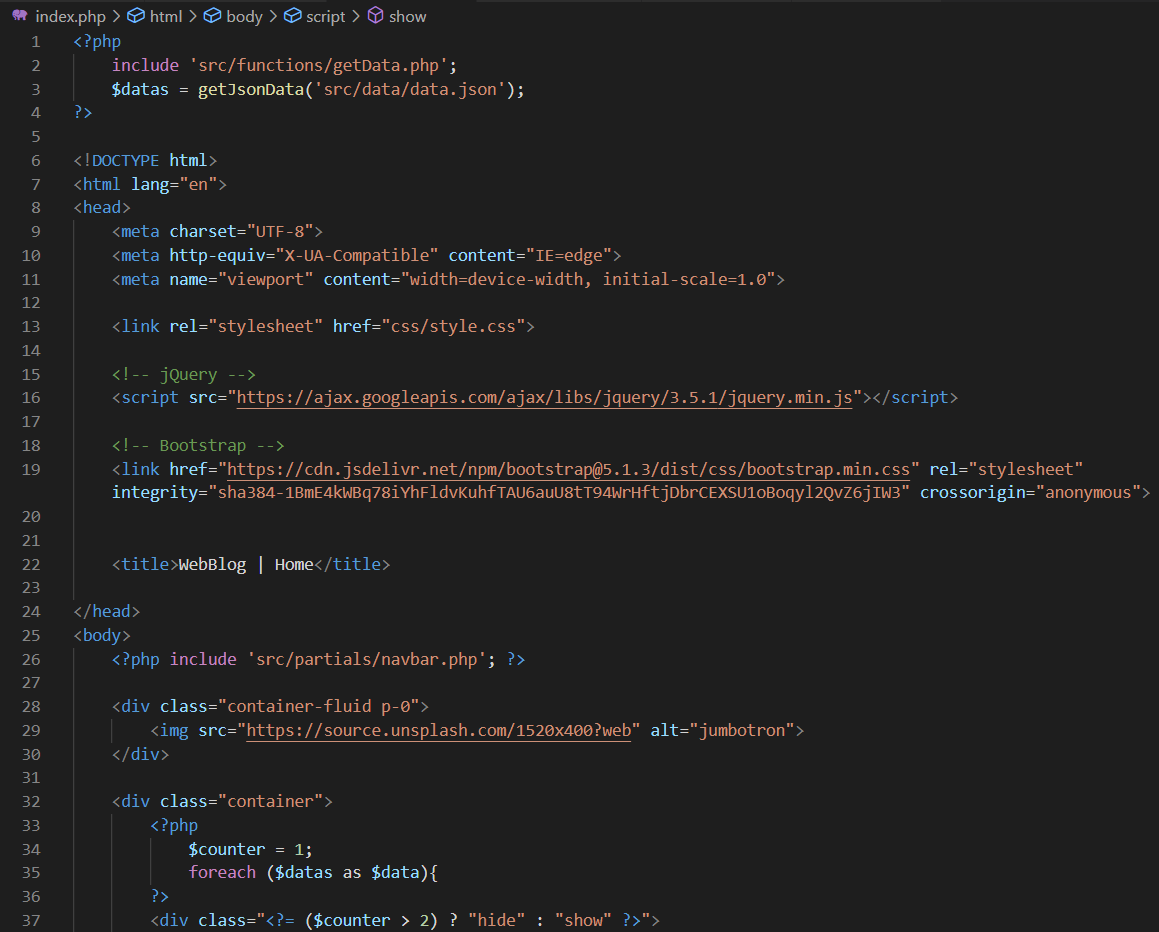 index.php > html > body > script > show
1 <?php
2     include 'src/functions/getData.php';
3     $datas = getJsonData('src/data/data.json');
4 ?>
5
6 <!DOCTYPE html>
7 <html lang="en">
8 <head>
9     <meta charset="UTF-8">
10     <meta http-equiv="X-UA-Compatible" content="IE=edge">
11     <meta name="viewport" content="width=device-width, initial-scale=1.0">
12
13     <link rel="stylesheet" href="css/style.css">
14
15     <!-- jQuery -->
16     <script src="https://ajax.googleapis.com/ajax/libs/jquery/3.5.1/jquery.min.js"></script>
17
18     <!-- Bootstrap -->
19     <link href="https://cdn.jsdelivr.net/npm/bootstrap@5.1.3/dist/css/bootstrap.min.css" rel="stylesheet"
    integrity="sha384-1BmE4kWBq78iYhFldvKuhfTAU6auU8tT94WrHftjDbrCEXSU1oBoqyl2QvZ6jIW3" crossorigin="anonymous">
20
21
22     <title>WebBlog | Home</title>
23
24 </head>
25 <body>
26     <?php include 'src/partials/navbar.php'; ?>
27
28     <div class="container-fluid p-0">
29         <img src="https://source.unsplash.com/1520x400?web" alt="jumbotron">
30     </div>
31
32     <div class="container">
33         <?php
34             $counter = 1;
35             foreach ($datas as $data){
36         ?>
37         <div class="<?= ($counter > 2) ? "hide" : "show" ?>">